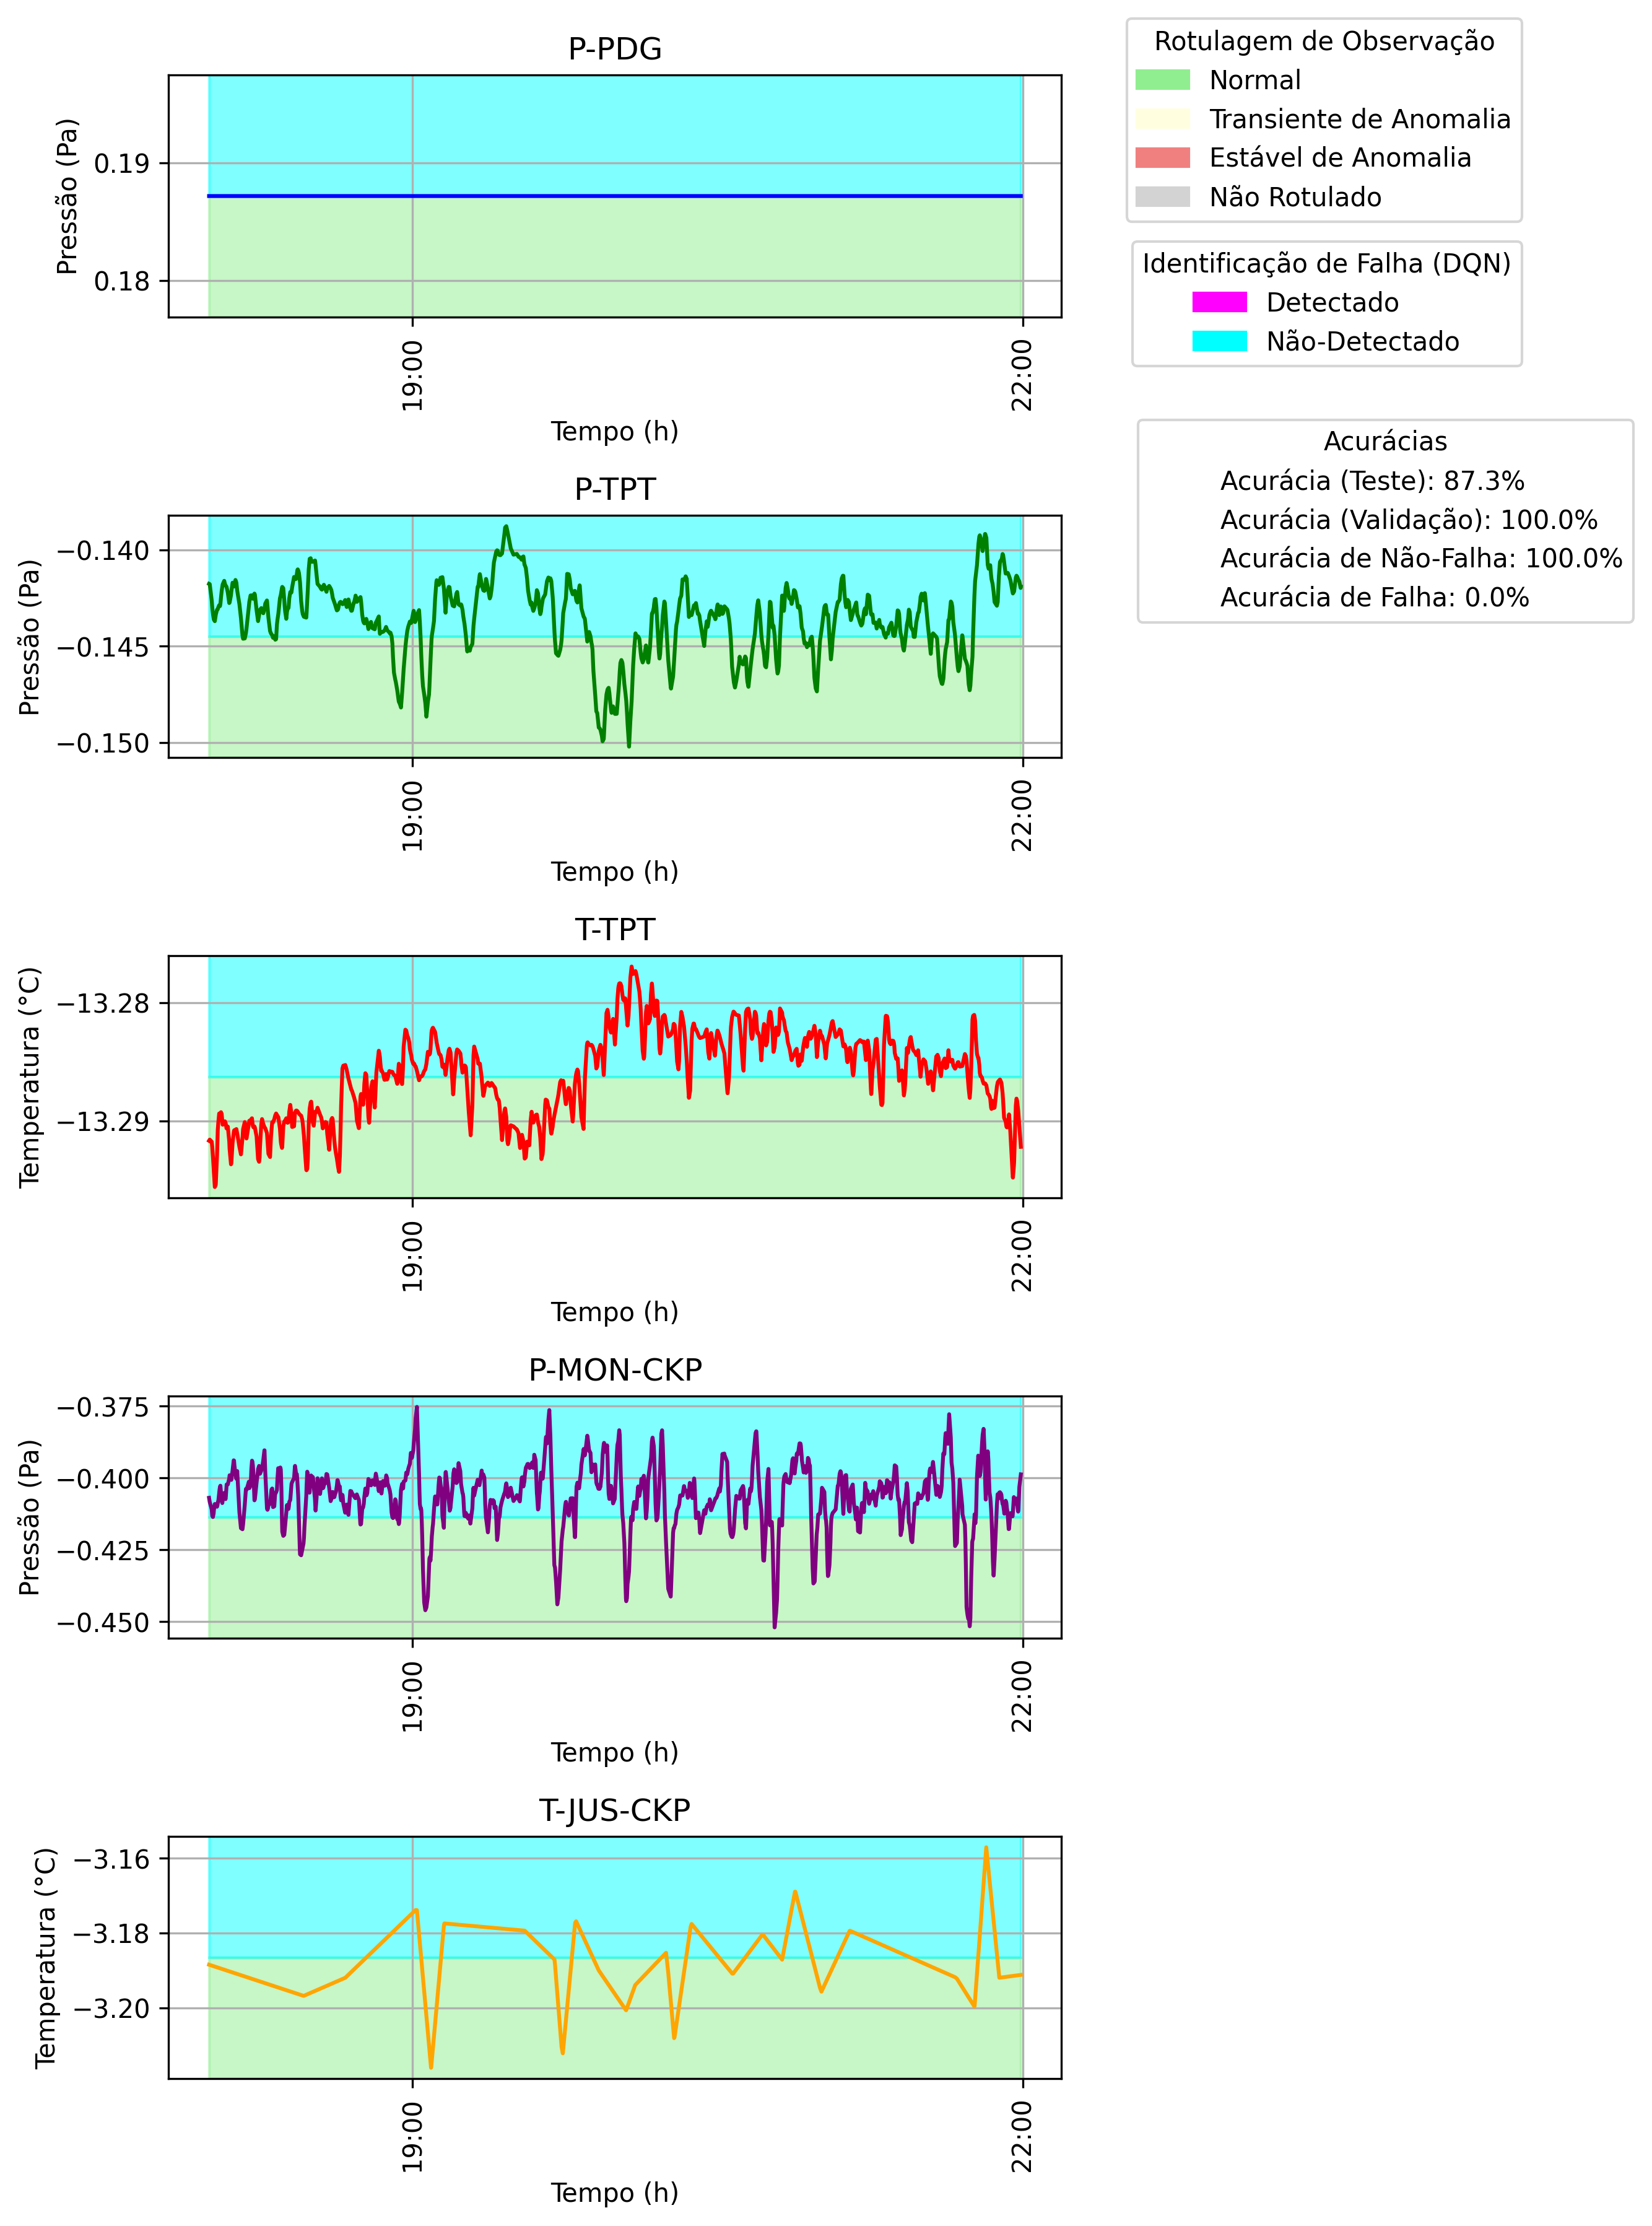 P-PDG
Pressão (Pa)
0.19
0.18
19:00
22:00
Tempo (h)
Rotulagem de Observação
Normal
Transiente de Anomalia
Estável de Anomalia
Não Rotulado
Identificação de Falha (DQN)
Detectado
Não-Detectado
Acurácias
Acurácia (Teste): 87.3%
Acurácia (Validação): 100.0%
Acurácia de Não-Falha: 100.0%
Acurácia de Falha: 0.0%
P-TPT
Pressão (Pa)
−0.140
−0.145
−0.150
19:00
22:00
Tempo (h)
T-TPT
Temperatura (°C)
−13.28
−13.29
19:00
22:00
Tempo (h)
P-MON-CKP
Pressão (Pa)
−0.375
−0.400
−0.425
−0.450
19:00
22:00
Tempo (h)
T-JUS-CKP
Temperatura (°C)
−3.16
−3.18
−3.20
19:00
22:00
Tempo (h)